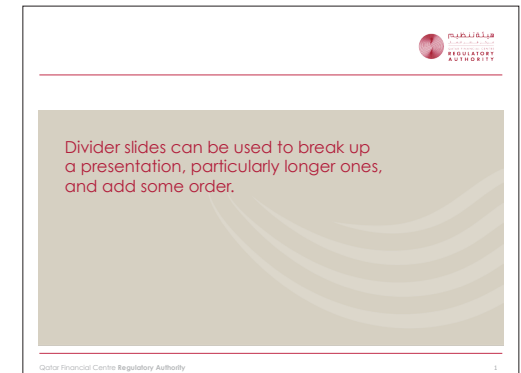 هيئة تنظيم
REGULATORY
AUTHORITY
Divider slides can be used to break up
a presentation, particularly longer ones,
and add some order.
Qatar Financial Centre Regulatory Authority
1